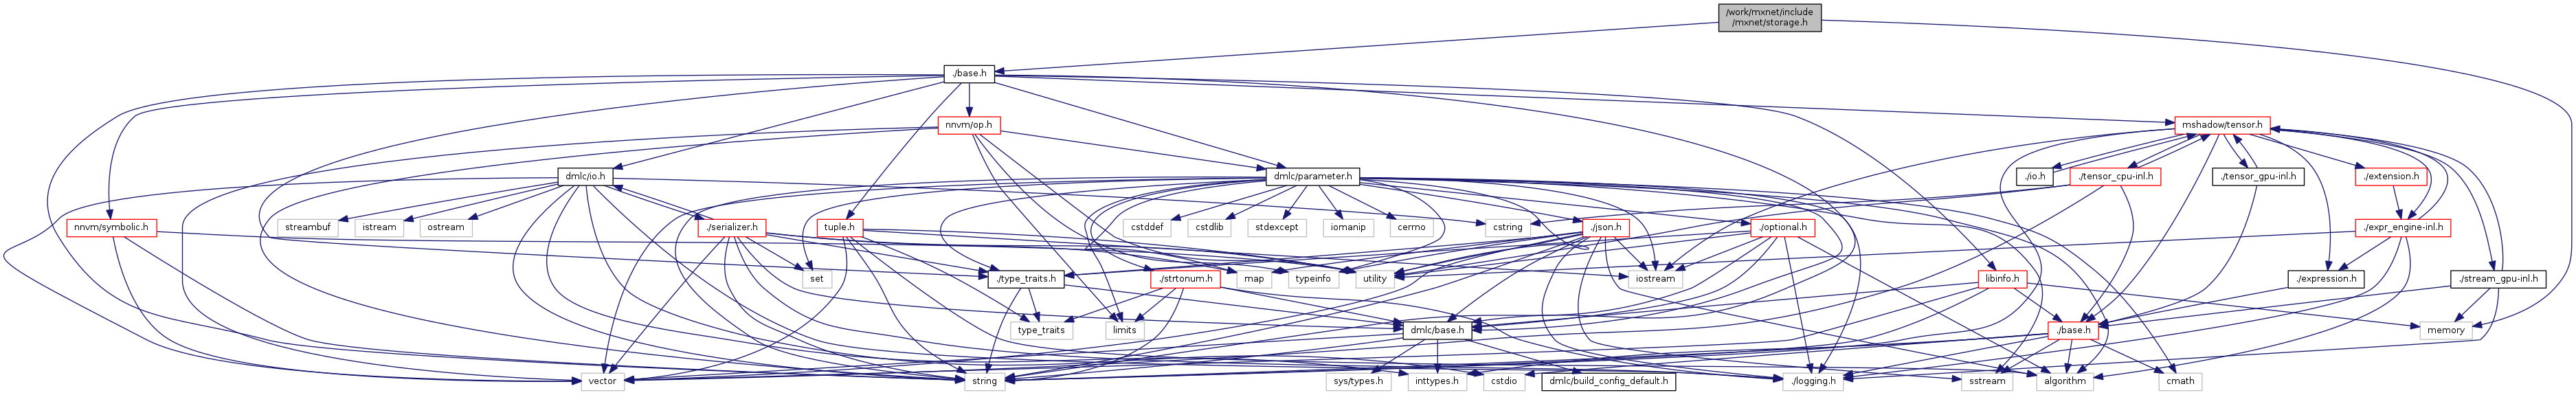 /work/mxnet/include
/mxnet/storage.h
./base.h
nnvm/op.h
mshadow/tensor.h
dmlc/io.h
dmlc/parameter.h
./io.h
./tensor_cpu-inl.h
./tensor_gpu-inl.h
./extension.h
nnvm/symbolic.h
streambuf
istream
ostream
./serializer.h
tuple.h
cstddef
cstdlib
stdexcept
iomanip
cerrno
cstring
./json.h
./optional.h
./expr_engine-inl.h
set
./type_traits.h
./strtonum.h
map
typeinfo
utility
iostream
libinfo.h
./expression.h
./stream_gpu-inl.h
type_traits
limits
dmlc/base.h
./base.h
memory
vector
string
sys/types.h
inttypes.h
cstdio
dmlc/build_config_default.h
./logging.h
sstream
algorithm
cmath